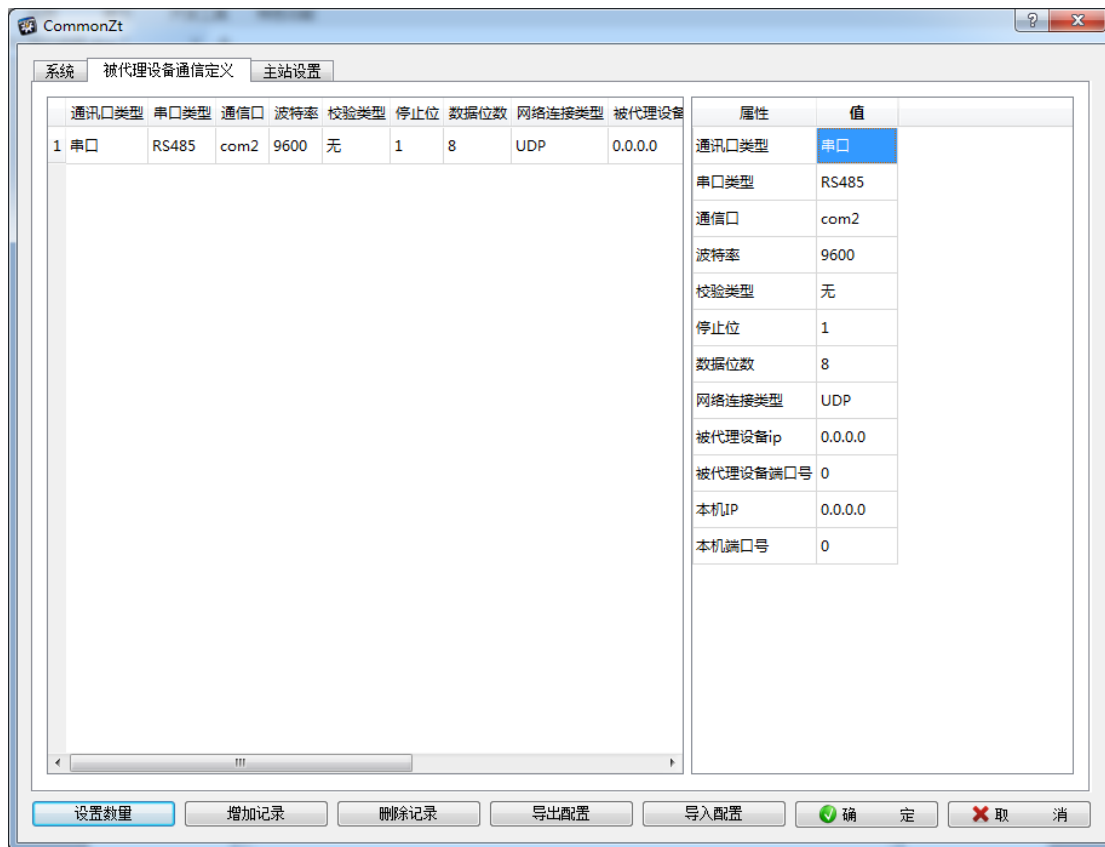 CommonZt
系统 被代理设备通信定义 主站设置
通讯口类型 串口类型 通信口 波特率 校验类型 停止位 数据位数 网络连接类型 被代理设备
1 串口 RS485 com2 9600 无 1 8 UDP 0.0.0.0
属性 值
通讯口类型 串口
串口类型 RS485
通信口 com2
波特率 9600
校验类型 无
停止位 1
数据位数 8
网络连接类型 UDP
被代理设备ip 0.0.0.0
被代理设备端口号 0
本机IP 0.0.0.0
本机端口号 0
设置数量 增加记录 删除记录 导出配置 导入配置 确 定 取 消